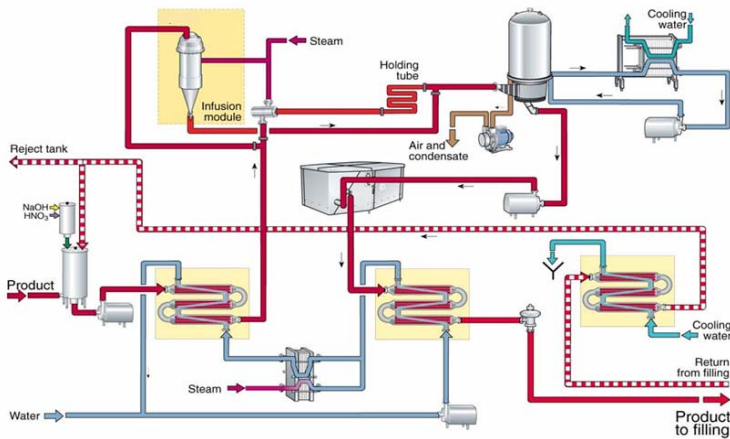 Cooling
water
Steam
Holding
tube
Infusion
module
Air and
condensate
Reject tank
NaOH
HNO₃
Product
Cooling
water
Steam
Return
from filling
Water
Product
to filling